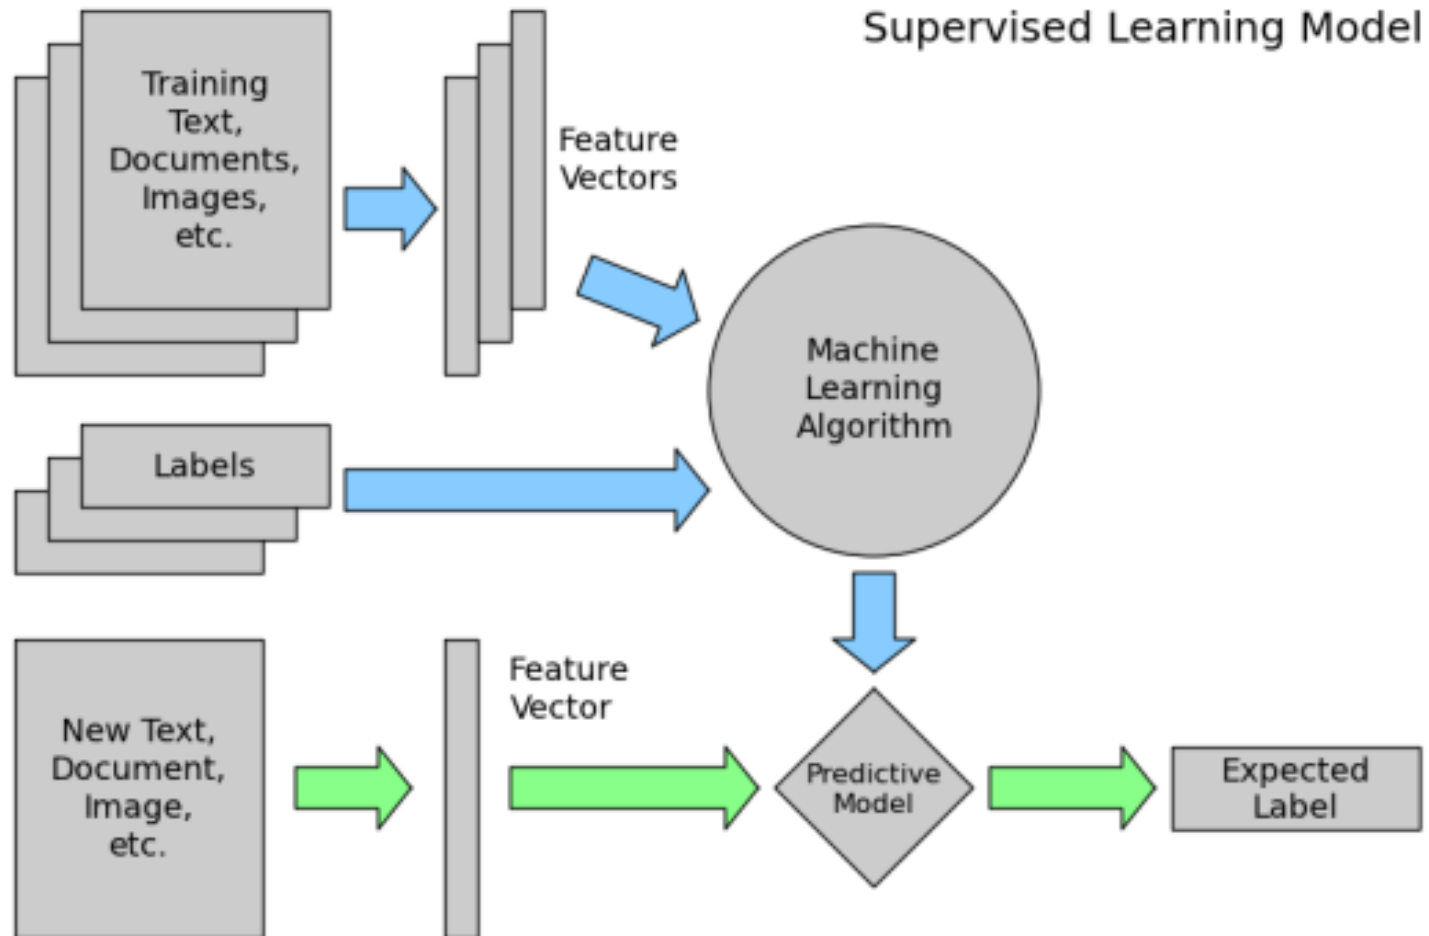 Supervised Learning Model
Training
Text,
Documents,
Images,
etc.
Feature
Vectors
Machine
Learning
Algorithm
Labels
New Text,
Document,
Image,
etc.
Feature
Vector
Predictive
Model
Expected
Label